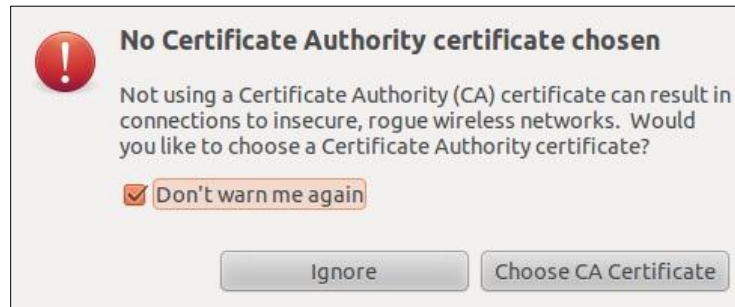 No Certificate Authority certificate chosen
Not using a Certificate Authority (CA) certificate can result in
connections to insecure, rogue wireless networks. Would
you like to choose a Certificate Authority certificate?
Don't warn me again
Ignore
Choose CA Certificate